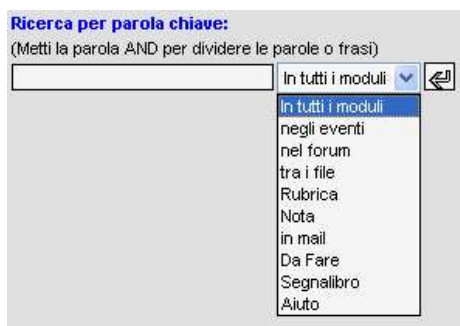 Ricerca per parola chiave:
(Metti la parola AND per dividere le parole o frasi)
In tutti i moduli
In tutti i moduli
negli eventi
nel forum
tra i file
Rubrica
Nota
in mail
Da Fare
Segnalibro
Aiuto